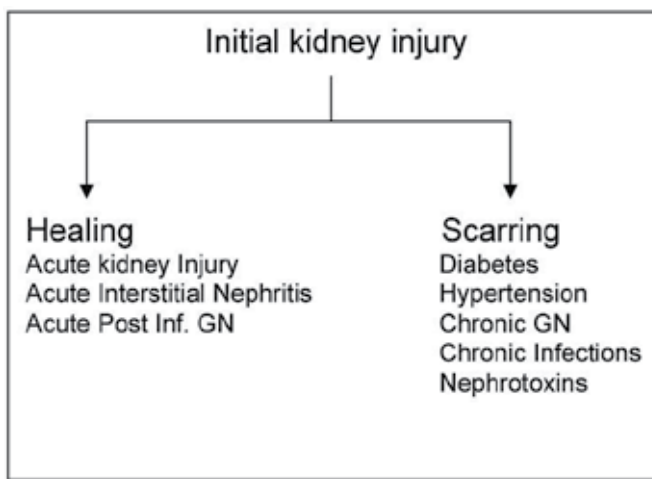 Initial kidney injury
Healing
Acute kidney Injury
Acute Interstitial Nephritis
Acute Post Inf. GN
Scarring
Diabetes
Hypertension
Chronic GN
Chronic Infections
Nephrotoxins